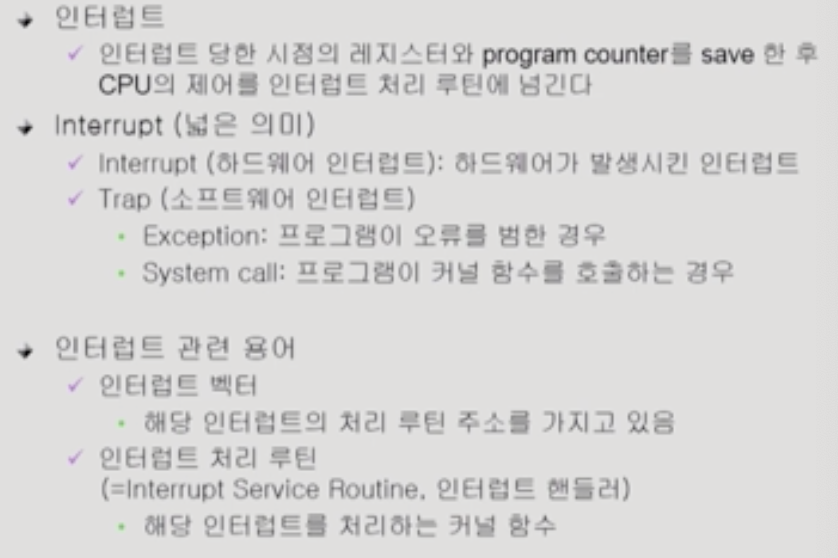 인터럽트
인터럽트 당한 시점의 레지스터와 program counter를 save 한 후
CPU의 제어를 인터럽트 처리 루틴에 넘긴다
Interrupt (넓은 의미)
Interrupt (하드웨어 인터럽트): 하드웨어가 발생시킨 인터럽트
Trap (소프트웨어 인터럽트)
Exception: 프로그램이 오류를 범한 경우
System call: 프로그램이 커널 함수를 호출하는 경우
인터럽트 관련 용어
인터럽트 벡터
해당 인터럽트의 처리 루틴 주소를 가지고 있음
인터럽트 처리 루틴
(=Interrupt Service Routine, 인터럽트 핸들러)
해당 인터럽트를 처리하는 커널 함수